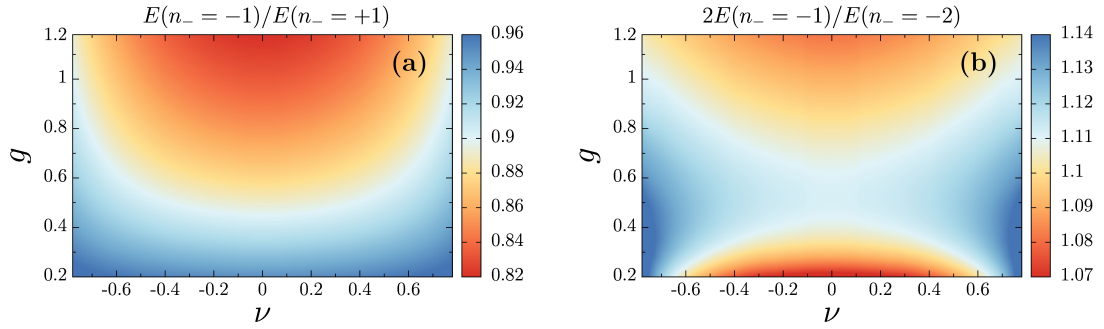 E(n₋ = −1)/E(n₋ = +1)
(a)
1.2
1
0.8
0.6
0.4
0.2
g
-0.6 -0.4 -0.2 0 0.2 0.4 0.6
ν
0.96
0.94
0.92
0.9
0.88
0.86
0.84
0.82
2E(n₋ = −1)/E(n₋ = −2)
(b)
1.2
1
0.8
0.6
0.4
0.2
g
-0.6 -0.4 -0.2 0 0.2 0.4 0.6
ν
1.14
1.13
1.12
1.11
1.1
1.09
1.08
1.07